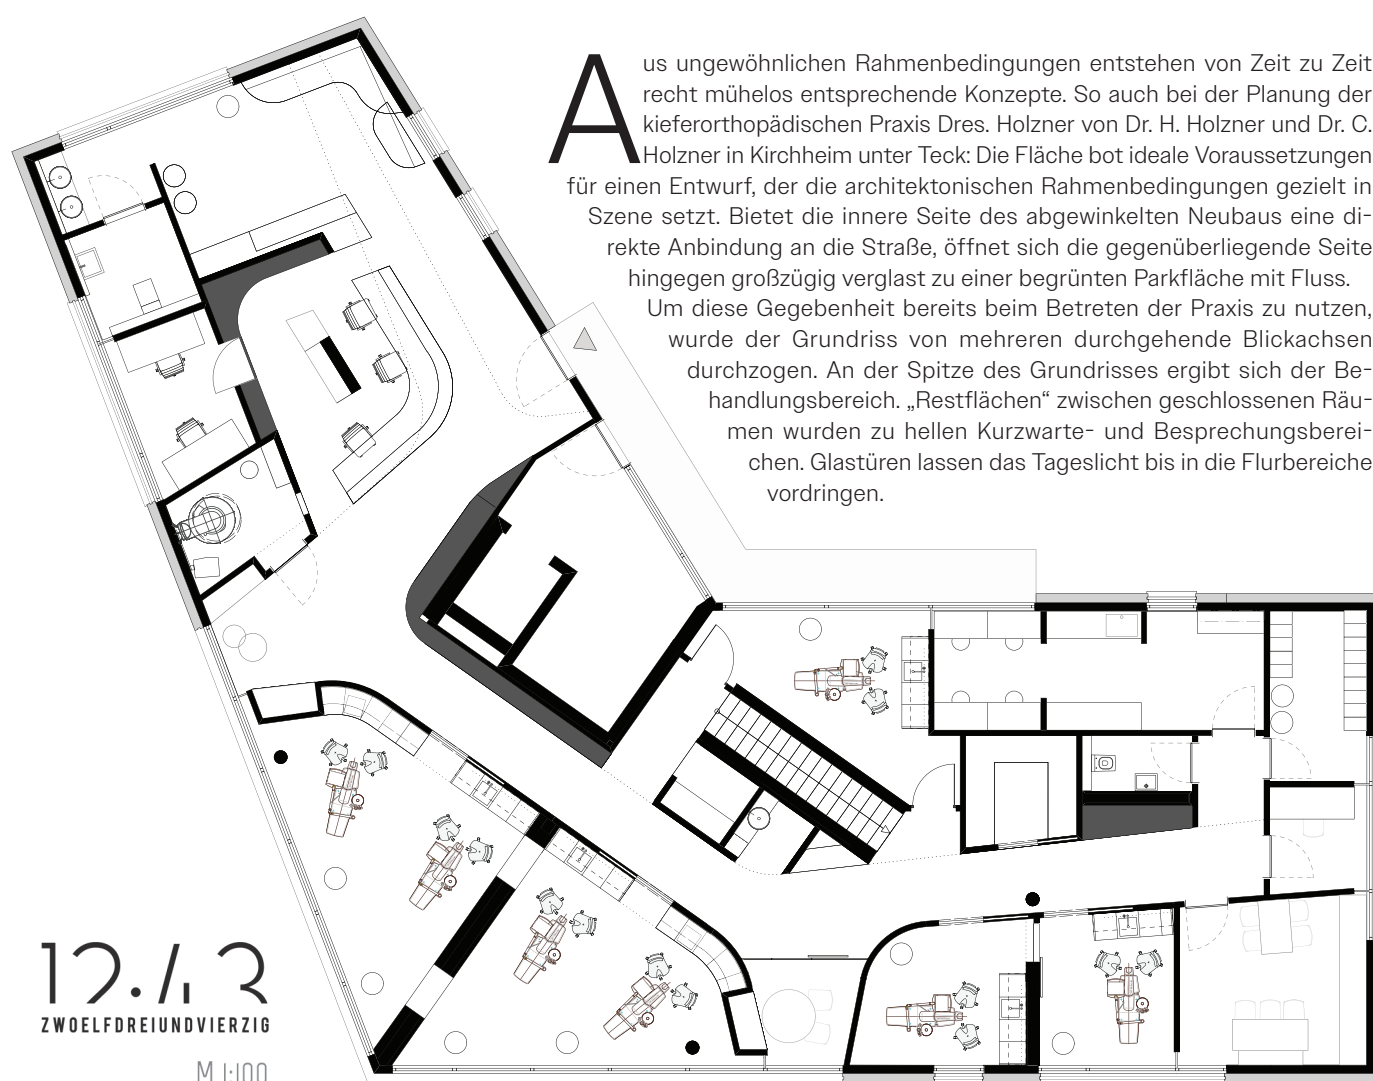 Aus ungewöhnlichen Rahmenbedingungen entstehen von Zeit zu Zeit
recht mühelos entsprechende Konzepte. So auch bei der Planung der
kieferorthopädischen Praxis Dres. Holzner von Dr. H. Holzner und Dr. C.
Holzner in Kirchheim unter Teck: Die Fläche bot ideale Voraussetzungen
für einen Entwurf, der die architektonischen Rahmenbedingungen gezielt in
Szene setzt. Bietet die innere Seite des abgewinkelten Neubaus eine di-
rekte Anbindung an die Straße, öffnet sich die gegenüberliegende Seite
hingegen großzügig verglast zu einer begrünten Parkfläche mit Fluss.
Um diese Gegebenheit bereits beim Betreten der Praxis zu nutzen,
wurde der Grundriss von mehreren durchgehende Blickachsen
durchzogen. An der Spitze des Grundrisses ergibt sich der Be-
handlungsbereich. „Restflächen“ zwischen geschlossenen Räu-
men wurden zu hellen Kurzwarte- und Besprechungsberei-
chen. Glastüren lassen das Tageslicht bis in die Flurbereiche
vordringen.
12:43
ZWOELFDREIUNDVIERZIG
M 1:100